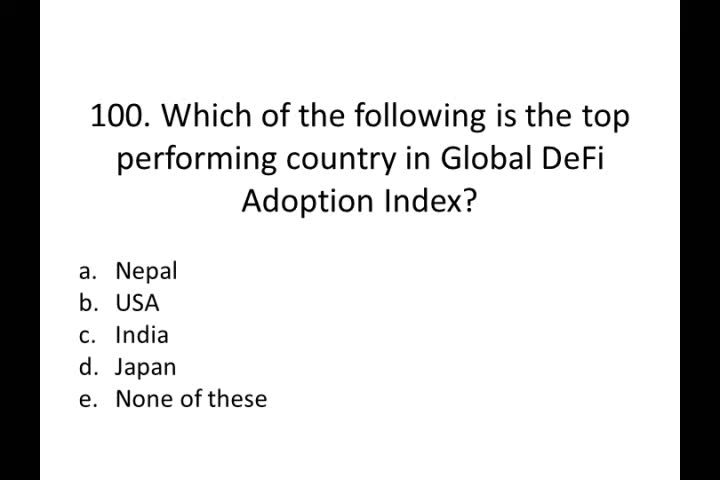 100. Which of the following is the top
performing country in Global DeFi
Adoption Index?
a. Nepal
b. USA
c. India
d. Japan
e. None of these